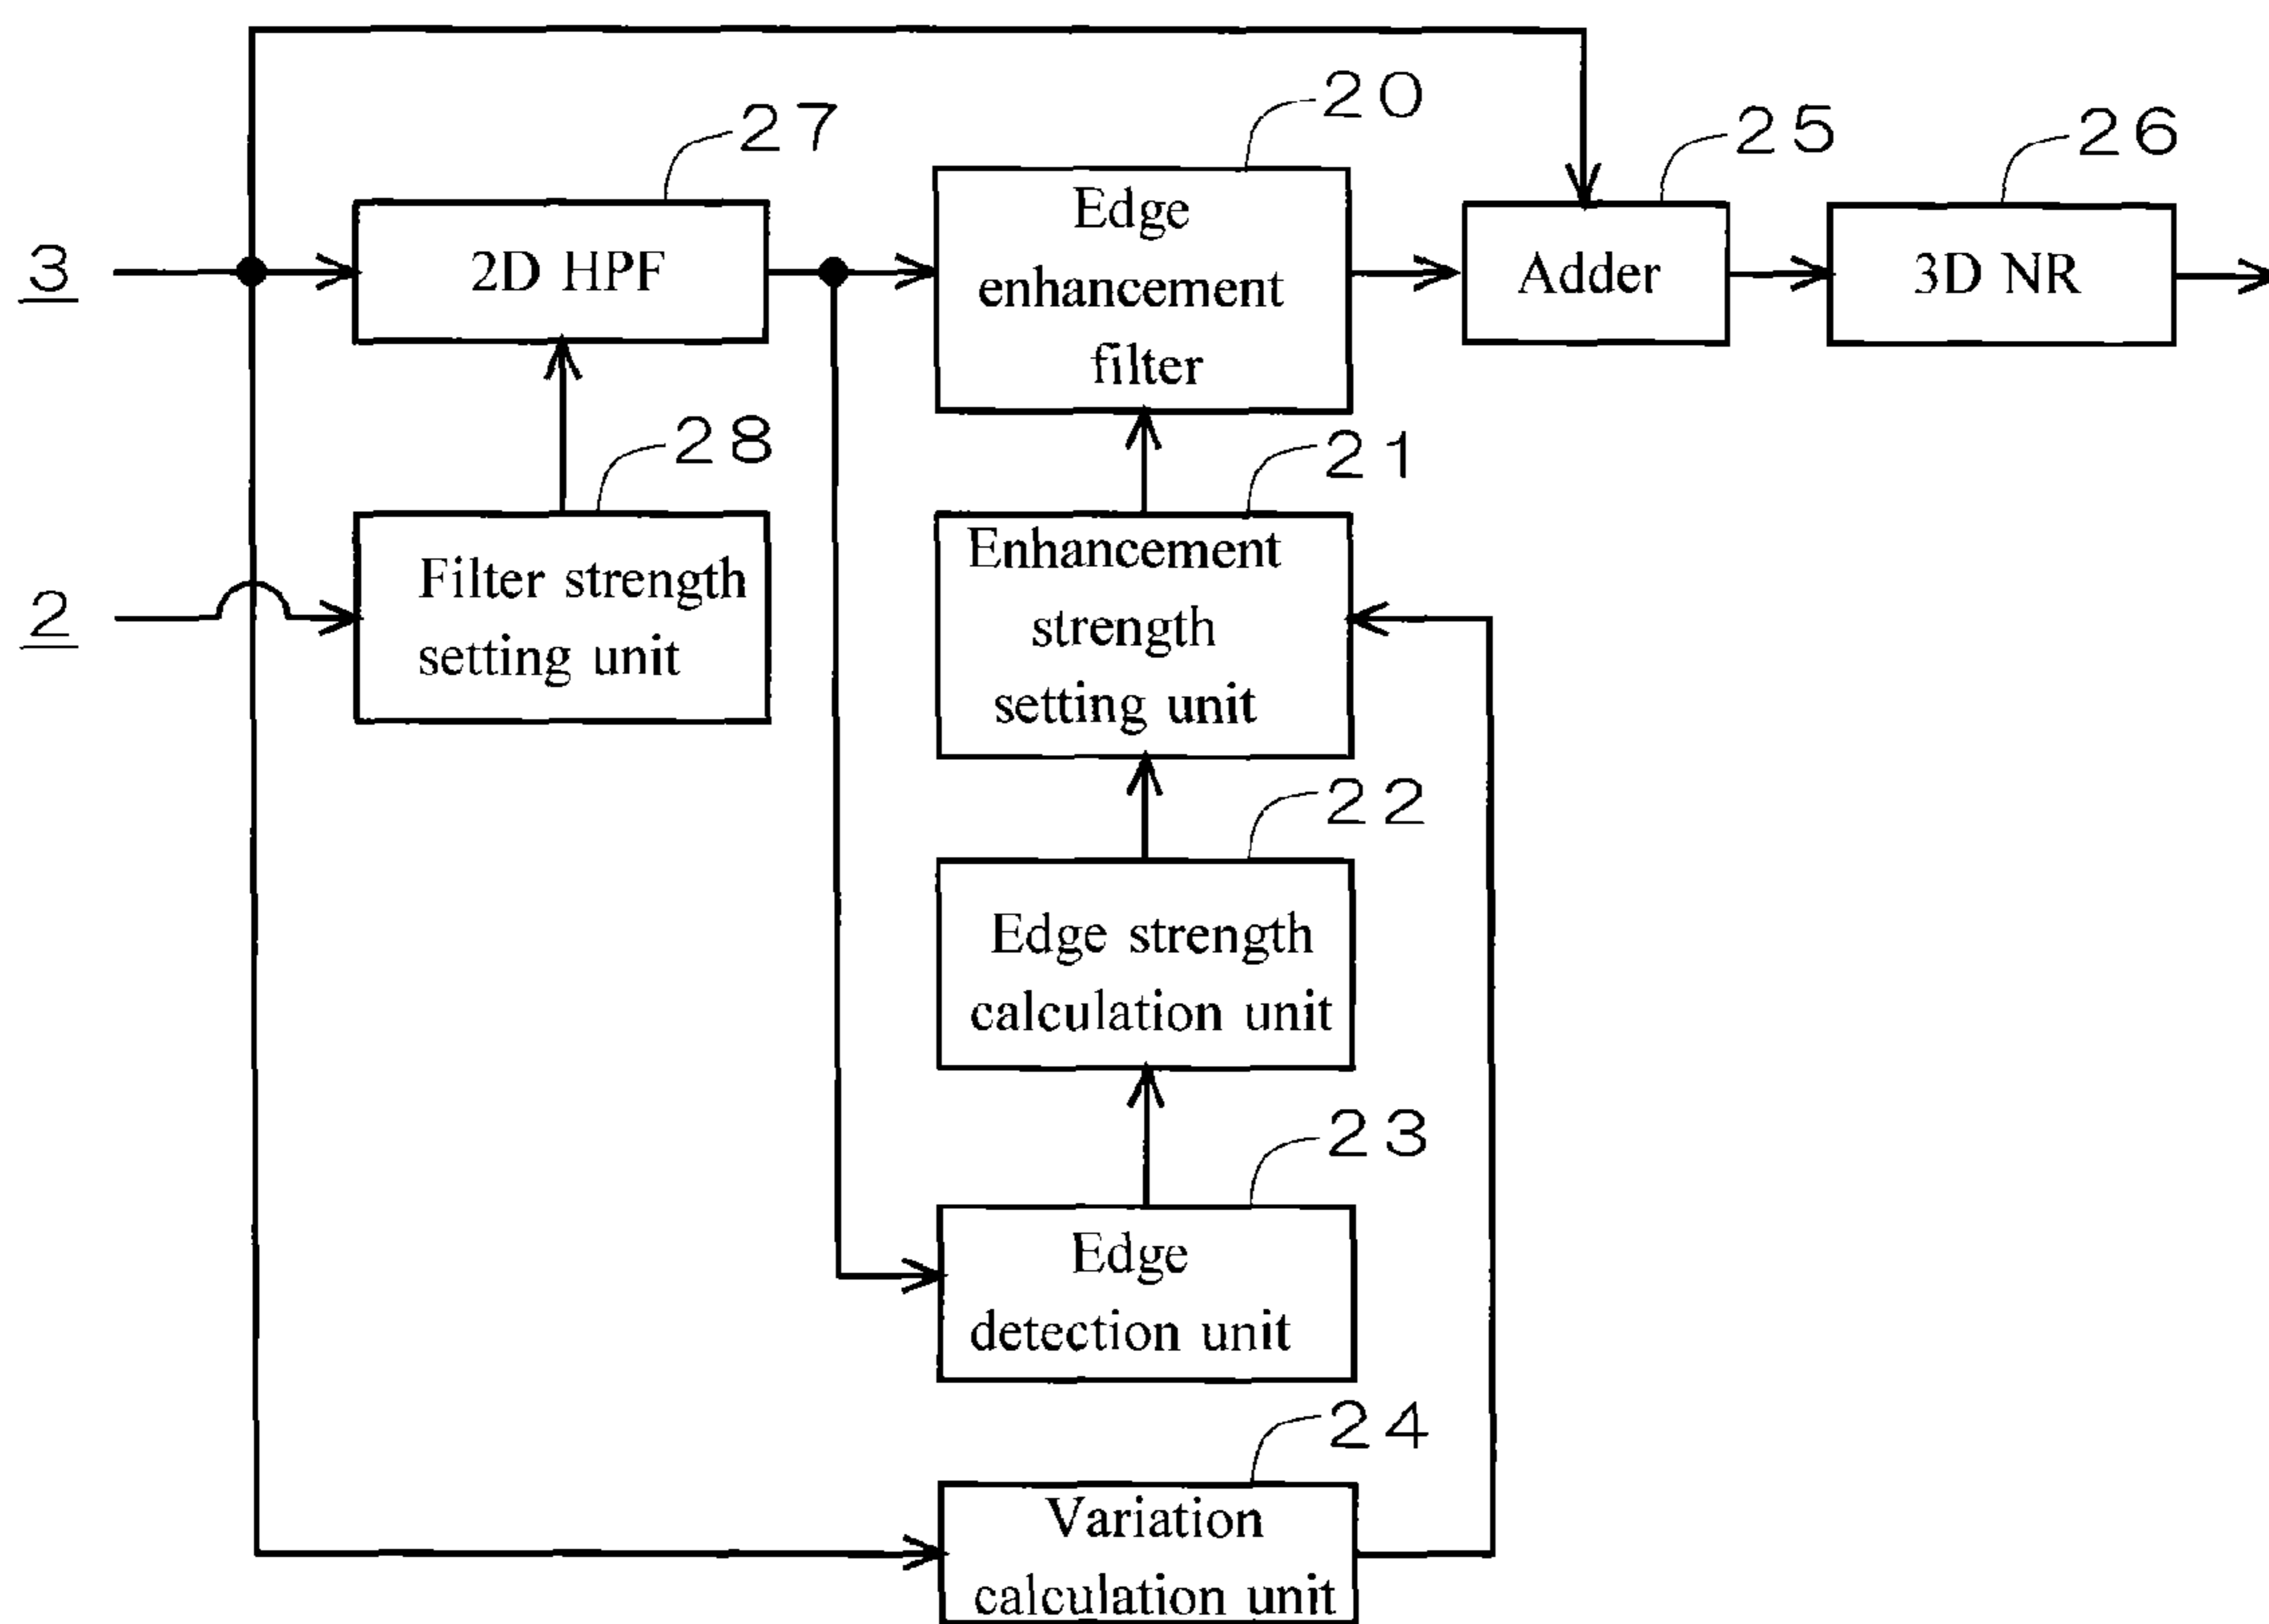 20
27
25
26
3
2D HPF
Edge
enhancement
filter
Adder
3D NR
28
21
2
Filter strength
setting unit
Enhancement
strength
setting unit
22
Edge strength
calculation unit
23
Edge
detection unit
24
Variation
calculation unit